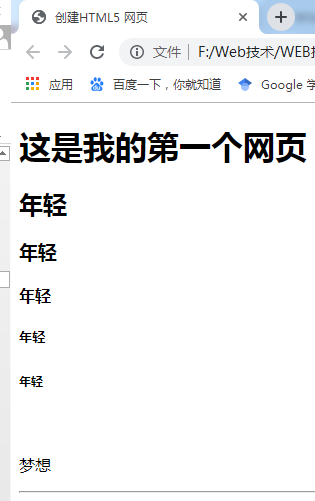 创建HTML5 网页
文件 F:/Web技术/WEB
应用 百度一下，你就知道 Google 学
这是我的第一个网页
年轻
年轻
年轻
年轻
年轻
梦想